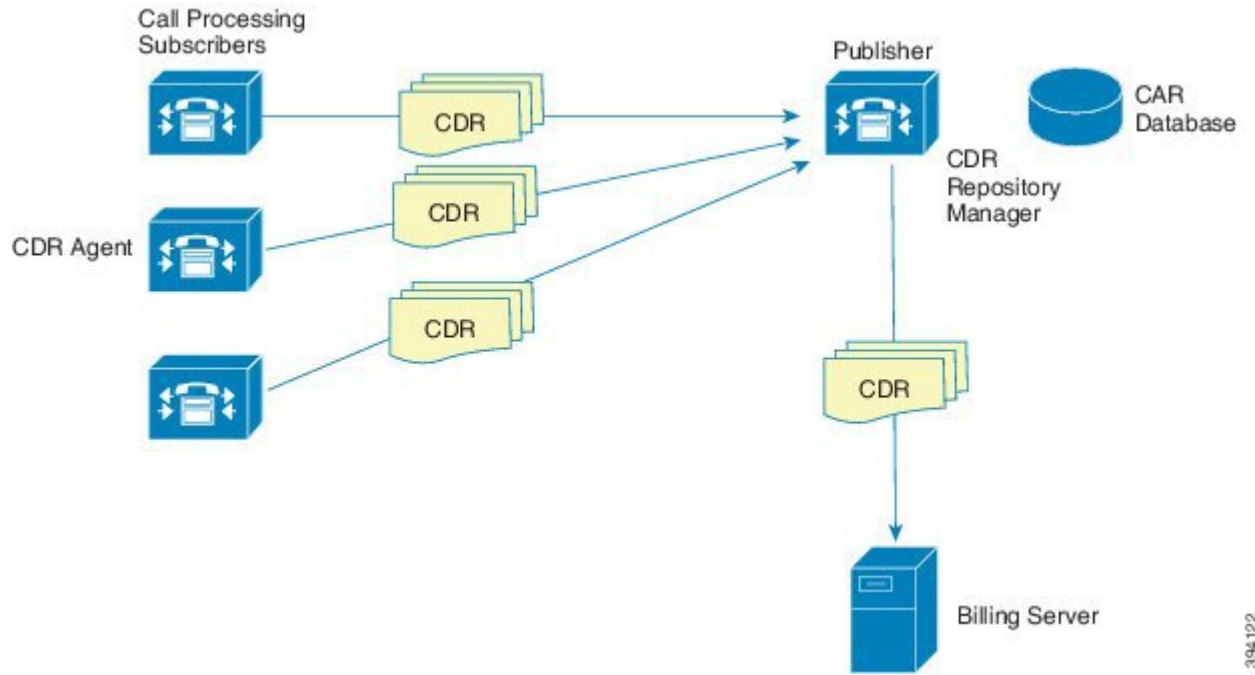 Call Processing
Subscribers
CDR
Publisher
CAR
Database
CDR
Repository
Manager
CDR Agent
CDR
CDR
CDR
Billing Server
394122